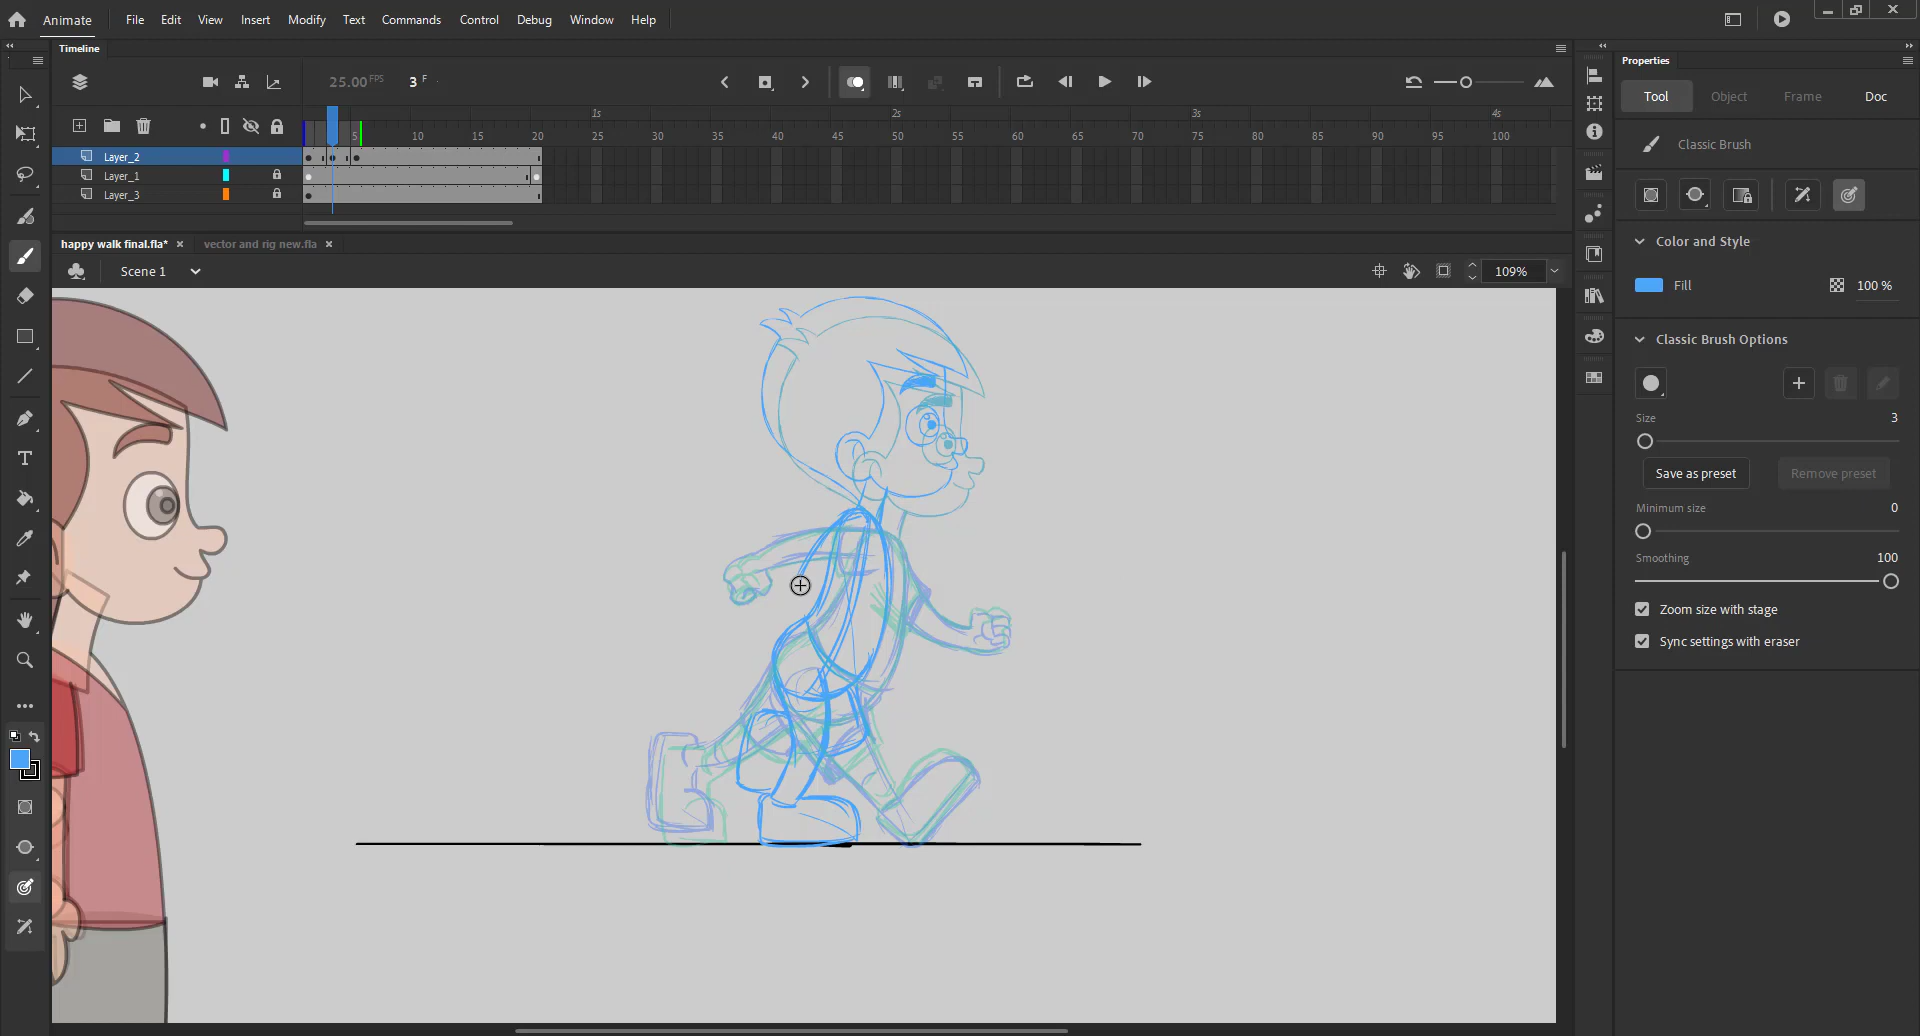 Animate File Edit View Insert Modify Text Commands Control Debug Window Help
Timeline
Properties
25.00 FPS 3 F
Tool Object Frame Doc
1s 2s 3s 4s
5 10 15 20 25 30 35 40 45 50 55 60 65 70 75 80 85 90 95 100
Layer_2
Layer_1
Layer_3
Classic Brush
happy walk final.fla* vector and rig new.fla
Scene 1
109%
Color and Style
Fill 100 %
Classic Brush Options
Size 3
Save as preset Remove preset
Minimum size 0
Smoothing 100
Zoom size with stage
Sync settings with eraser